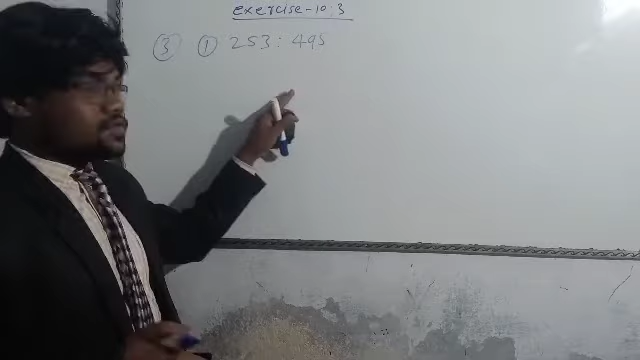 exercise-10:3
③ ① 253 : 495